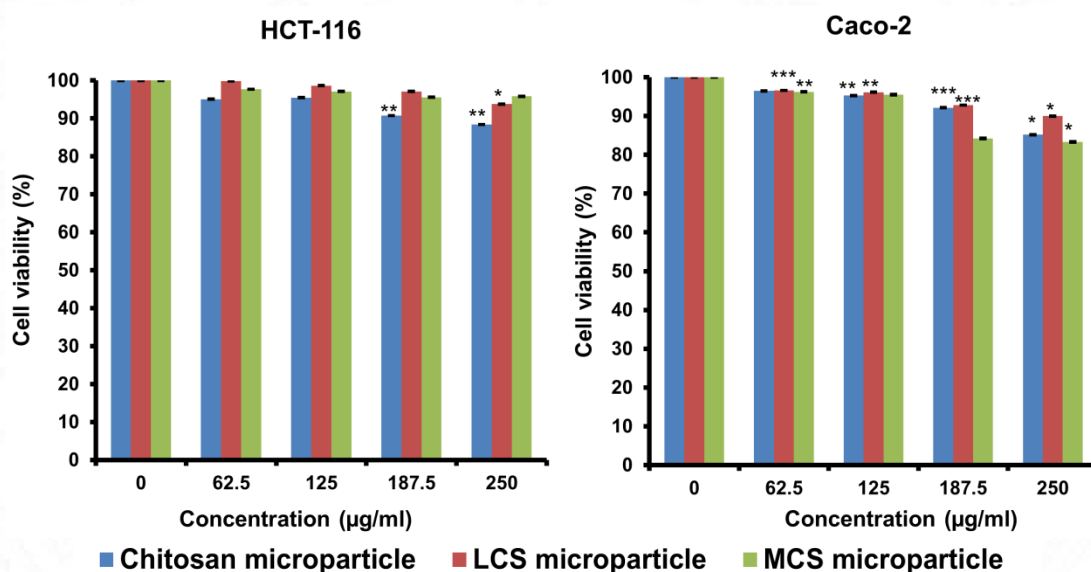 HCT-116
Cell viability (%)
100
90
80
70
60
50
40
30
20
10
0
** ** *
0 62.5 125 187.5 250
Concentration (µg/ml)
Caco-2
Cell viability (%)
100
90
80
70
60
50
40
30
20
10
0
*** ** ** ** *** *** * * *
0 62.5 125 187.5 250
Concentration (µg/ml)
Chitosan microparticle LCS microparticle MCS microparticle